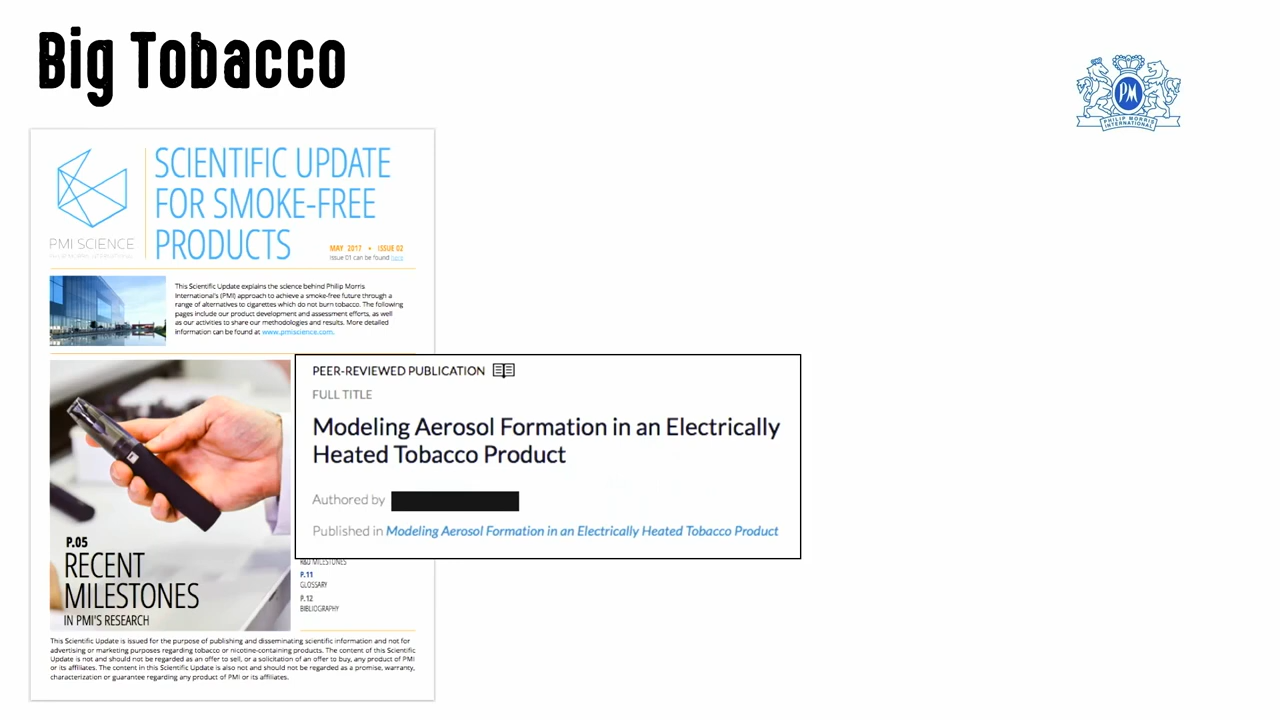 Big Tobacco
PM
PHILIP MORRIS
INTERNATIONAL
SCIENTIFIC UPDATE
FOR SMOKE-FREE
PRODUCTS
PMI SCIENCE
PHILIP MORRIS INTERNATIONAL
MAY 2017 • ISSUE 02
Issue 01 can be found here
This Scientific Update explains the science behind Philip Morris
International's (PMI) approach to achieve a smoke-free future through a
range of alternatives to cigarettes which do not burn tobacco. The following
pages include our product development and assessment efforts, as well
as our activities to share our methodologies and results. More detailed
information can be found at www.pmiscience.com.
PEER-REVIEWED PUBLICATION
FULL TITLE
Modeling Aerosol Formation in an Electrically
Heated Tobacco Product
Authored by
Published in Modeling Aerosol Formation in an Electrically Heated Tobacco Product
P.05
RECENT
MILESTONES
IN PMI'S RESEARCH
R&D MILESTONES
P.11
GLOSSARY
P.12
BIBLIOGRAPHY
This Scientific Update is issued for the purpose of publishing and disseminating scientific information and not for
advertising or marketing purposes regarding tobacco or nicotine-containing products. The content of this Scientific
Update is not and should not be regarded as an offer to sell, or a solicitation of an offer to buy, any product of PMI
or its affiliates. The content in this Scientific Update is also not and should not be regarded as a promise, warranty,
characterization or guarantee regarding any product of PMI or its affiliates.